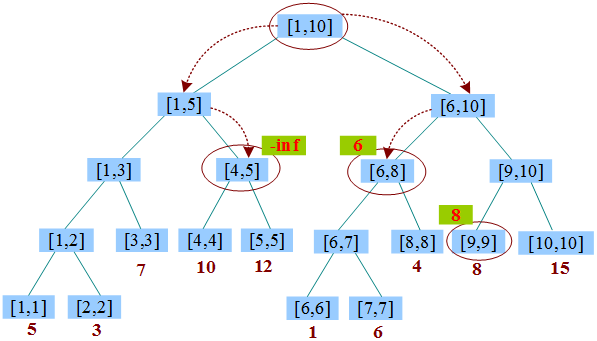 [1,10]
[1,5] [6,10]
-inf 6
[1,3] [4,5] [6,8] [9,10]
8
[1,2] [3,3] [4,4] [5,5] [6,7] [8,8] [9,9] [10,10]
7 10 12 4 8 15
[1,1] [2,2] [6,6] [7,7]
5 3 1 6